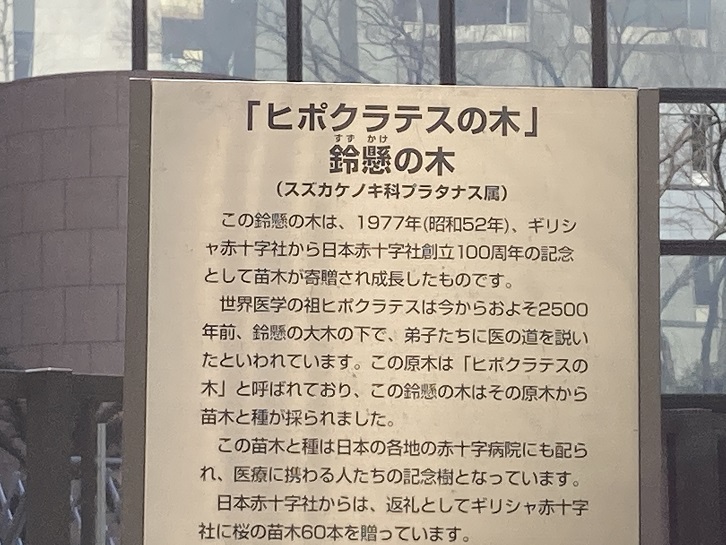 「ヒポクラテスの木」
すず かけ
鈴懸の木
(スズカケノキ科プラタナス属)
この鈴懸の木は、1977年(昭和52年)、ギリシ
ャ赤十字社から日本赤十字社創立100周年の記念
として苗木が寄贈され成長したものです。
世界医学の祖ヒポクラテスは今からおよそ2500
年前、鈴懸の大木の下で、弟子たちに医の道を説い
たといわれています。この原木は「ヒポクラテスの
木」と呼ばれており、この鈴懸の木はその原木から
苗木と種が採られました。
この苗木と種は日本の各地の赤十字病院にも配ら
れ、医療に携わる人たちの記念樹となっています。
日本赤十字社からは、返礼としてギリシャ赤十字
社に桜の苗木60本を贈っています。